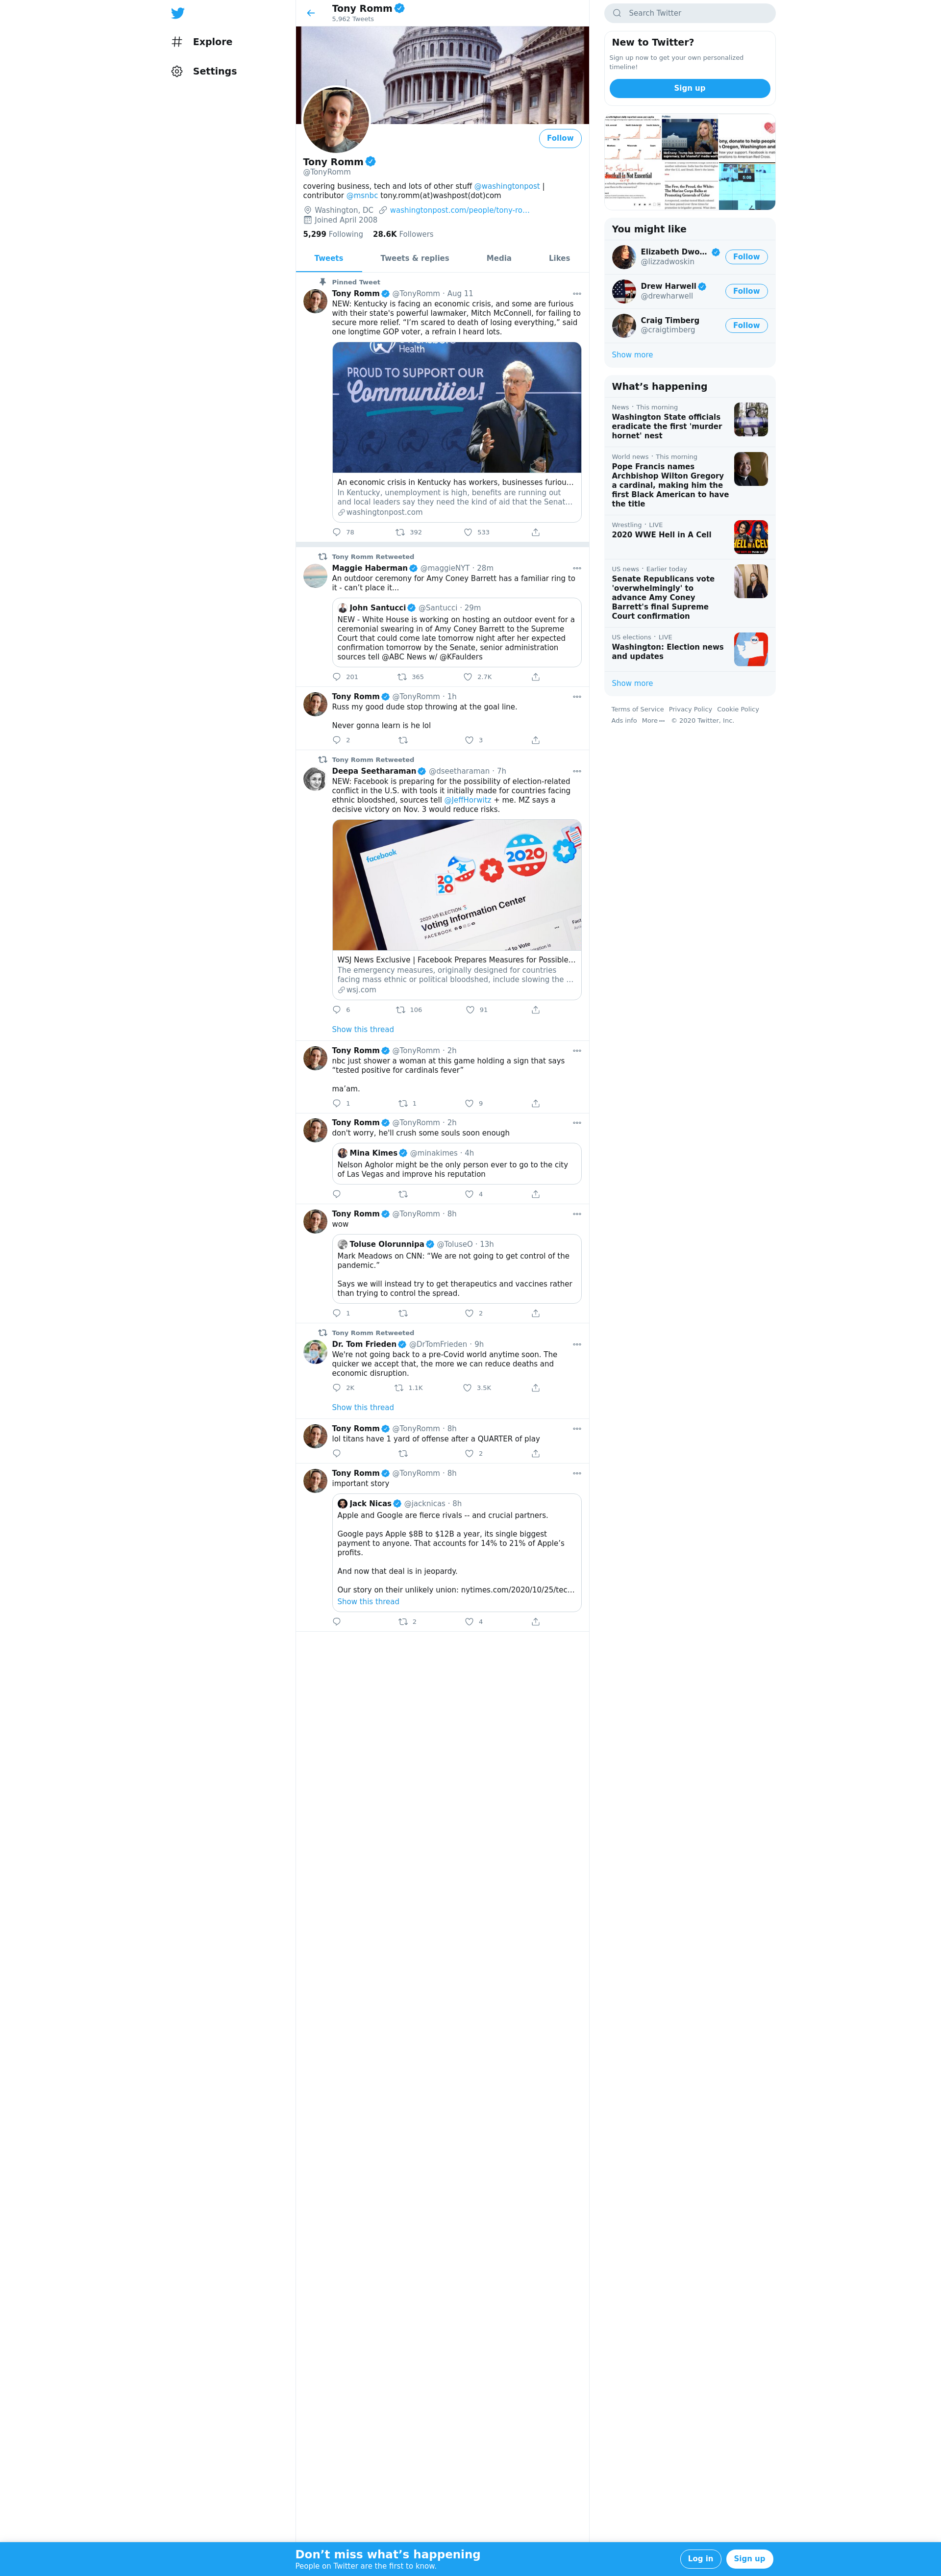 Explore
Settings
Tony Romm
5,962 Tweets
Follow
Tony Romm
@TonyRomm
covering business, tech and lots of other stuff @washingtonpost |
contributor @msnbc tony.romm(at)washpost(dot)com
Washington, DC washingtonpost.com/people/tony-ro…
Joined April 2008
5,299 Following 28.6K Followers
Tweets Tweets & replies Media Likes
Pinned Tweet
Tony Romm @TonyRomm · Aug 11
NEW: Kentucky is facing an economic crisis, and some are furious
with their state's powerful lawmaker, Mitch McConnell, for failing to
secure more relief. “I’m scared to death of losing everything,” said
one longtime GOP voter, a refrain I heard lots.
Health
PROUD TO SUPPORT OUR
Communities!
An economic crisis in Kentucky has workers, businesses furiou…
In Kentucky, unemployment is high, benefits are running out
and local leaders say they need the kind of aid that the Senat…
washingtonpost.com
78 392 533
Tony Romm Retweeted
Maggie Haberman @maggieNYT · 28m
An outdoor ceremony for Amy Coney Barrett has a familiar ring to
it - can’t place it...
John Santucci @Santucci · 29m
NEW - White House is working on hosting an outdoor event for a
ceremonial swearing in of Amy Coney Barrett to the Supreme
Court that could come late tomorrow night after her expected
confirmation tomorrow by the Senate, senior administration
sources tell @ABC News w/ @KFaulders
201 365 2.7K
Tony Romm @TonyRomm · 1h
Russ my good dude stop throwing at the goal line.
Never gonna learn is he lol
2 3
Tony Romm Retweeted
Deepa Seetharaman @dseetharaman · 7h
NEW: Facebook is preparing for the possibility of election-related
conflict in the U.S. with tools it initially made for countries facing
ethnic bloodshed, sources tell @JeffHorwitz + me. MZ says a
decisive victory on Nov. 3 would reduce risks.
facebook
2020
2020
2020 US ELECTION
Voting Information Center
FACEBOOK
WSJ News Exclusive | Facebook Prepares Measures for Possible…
The emergency measures, originally designed for countries
facing mass ethnic or political bloodshed, include slowing the …
wsj.com
6 106 91
Show this thread
Tony Romm @TonyRomm · 2h
nbc just shower a woman at this game holding a sign that says
“tested positive for cardinals fever”
ma’am.
1 1 9
Tony Romm @TonyRomm · 2h
don't worry, he'll crush some souls soon enough
Mina Kimes @minakimes · 4h
Nelson Agholor might be the only person ever to go to the city
of Las Vegas and improve his reputation
4
Tony Romm @TonyRomm · 8h
wow
Toluse Olorunnipa @ToluseO · 13h
Mark Meadows on CNN: “We are not going to get control of the
pandemic.”
Says we will instead try to get therapeutics and vaccines rather
than trying to control the spread.
1 2
Tony Romm Retweeted
Dr. Tom Frieden @DrTomFrieden · 9h
We're not going back to a pre-Covid world anytime soon. The
quicker we accept that, the more we can reduce deaths and
economic disruption.
2K 1.1K 3.5K
Show this thread
Tony Romm @TonyRomm · 8h
lol titans have 1 yard of offense after a QUARTER of play
2
Tony Romm @TonyRomm · 8h
important story
Jack Nicas @jacknicas · 8h
Apple and Google are fierce rivals -- and crucial partners.
Google pays Apple $8B to $12B a year, its single biggest
payment to anyone. That accounts for 14% to 21% of Apple’s
profits.
And now that deal is in jeopardy.
Our story on their unlikely union: nytimes.com/2020/10/25/tec…
Show this thread
2 4
Search Twitter
New to Twitter?
Sign up now to get your own personalized
timeline!
Sign up
Football Is Not Essential
The Few, the Proud, the White:
The Marine Corps Balks at
Promoting Generals of Color
You might like
Elizabeth Dwo…
@lizzadwoskin
Follow
Drew Harwell
@drewharwell
Follow
Craig Timberg
@craigtimberg
Follow
Show more
What’s happening
News · This morning
Washington State officials
eradicate the first 'murder
hornet' nest
World news · This morning
Pope Francis names
Archbishop Wilton Gregory
a cardinal, making him the
first Black American to have
the title
Wrestling · LIVE
2020 WWE Hell in A Cell
US news · Earlier today
Senate Republicans vote
'overwhelmingly' to
advance Amy Coney
Barrett's final Supreme
Court confirmation
US elections · LIVE
Washington: Election news
and updates
Show more
Terms of Service Privacy Policy Cookie Policy
Ads info More © 2020 Twitter, Inc.
Don’t miss what’s happening
People on Twitter are the first to know.
Log in Sign up